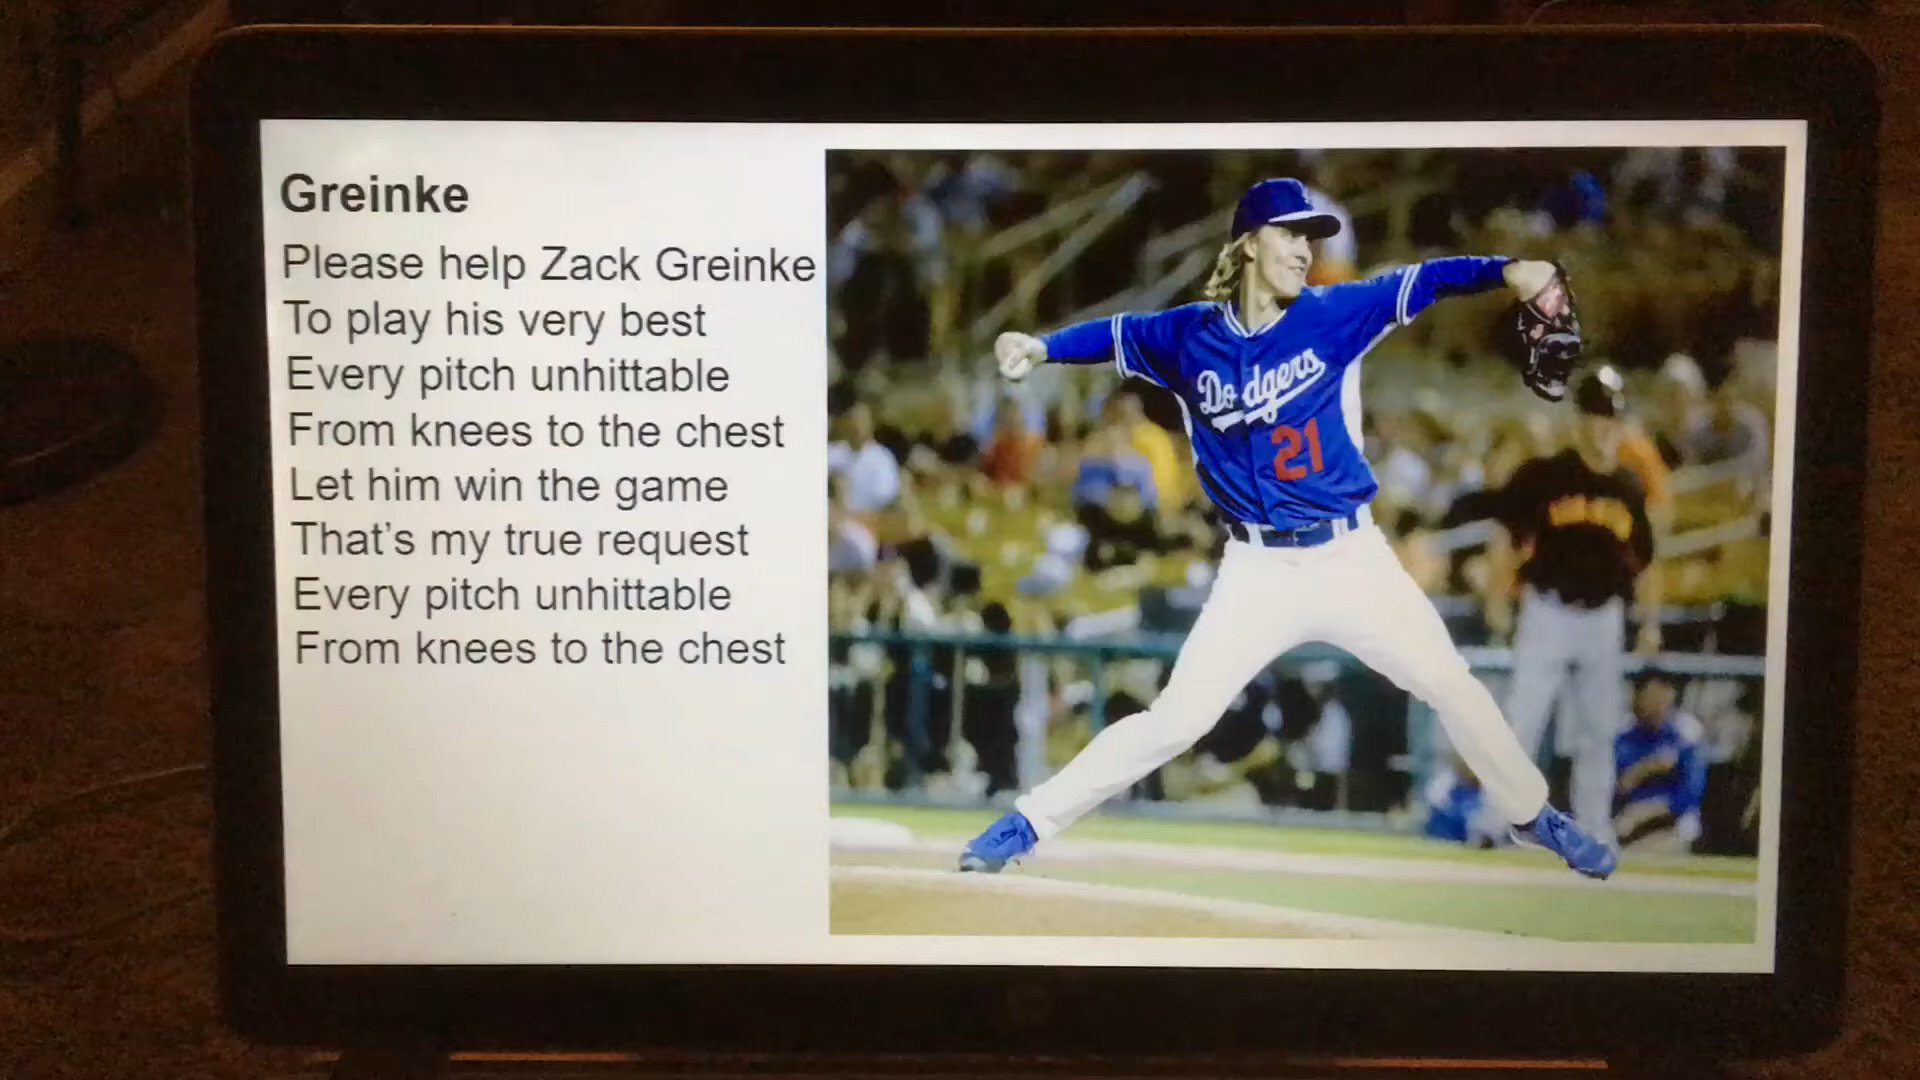 Greinke
Please help Zack Greinke
To play his very best
Every pitch unhittable
From knees to the chest
Let him win the game
That's my true request
Every pitch unhittable
From knees to the chest
Dodgers
21